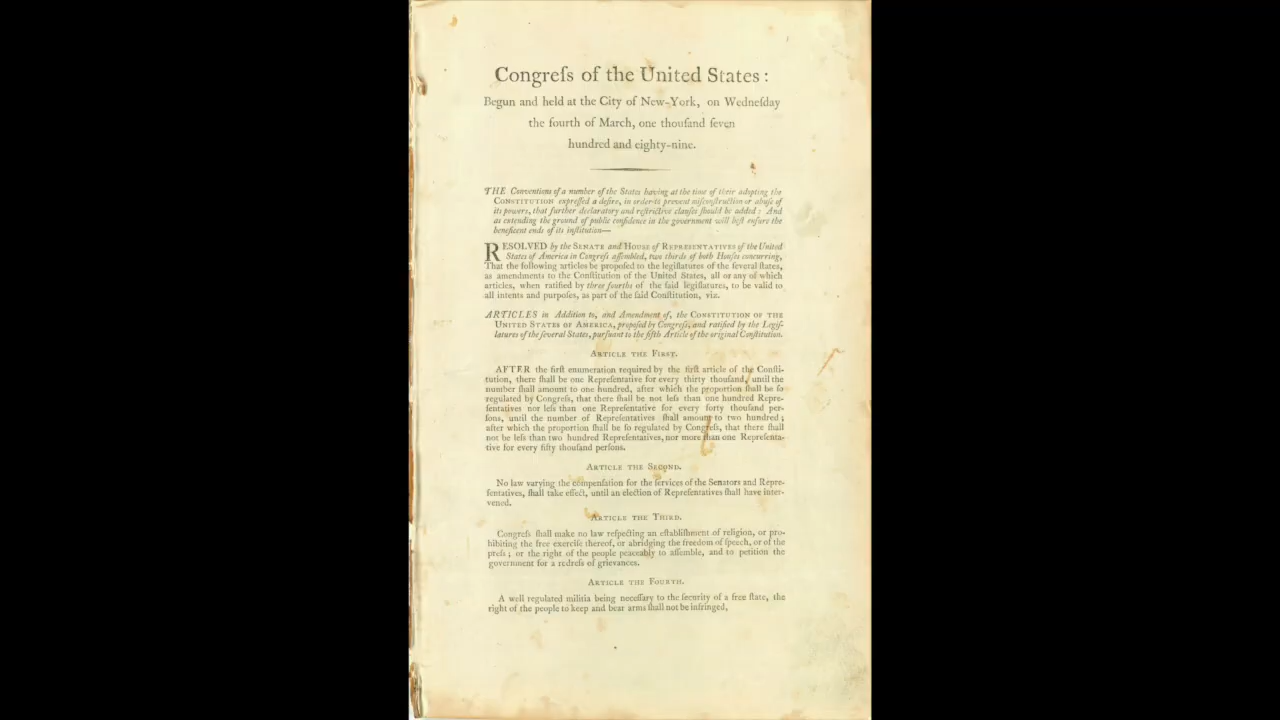 Congreſs of the United States:
Begun and held at the City of New-York, on Wedneſday
the fourth of March, one thouſand ſeven
hundred and eighty-nine.
THE Conventions of a number of the States having at the time of their adopting the
CONSTITUTION expreſſed a deſire, in order to prevent miſconſtruction or abuſe of
its powers, that further declaratory and reſtrictive clauſes ſhould be added: And
as extending the ground of public confidence in the government will beſt enſure the
beneficent ends of its inſtitution—
RESOLVED by the SENATE and HOUSE of REPRESENTATIVES of the United
States of America in Congreſs aſſembled, two thirds of both Houſes concurring,
That the following articles be propoſed to the legiſlatures of the ſeveral ſtates,
as amendments to the Conſtitution of the United States, all or any of which
articles, when ratified by three fourths of the ſaid legiſlatures, to be valid to
all intents and purpoſes, as part of the ſaid Conſtitution, viz.
ARTICLES in Addition to, and Amendment of, the CONSTITUTION OF THE
UNITED STATES OF AMERICA, propoſed by Congreſs, and ratified by the Legiſ-
latures of the ſeveral States, purſuant to the fifth Article of the original Conſtitution.
ARTICLE THE FIRST.
AFTER the firſt enumeration required by the firſt article of the Conſti-
tution, there ſhall be one Repreſentative for every thirty thouſand, until the
number ſhall amount to one hundred, after which the proportion ſhall be ſo
regulated by Congreſs, that there ſhall be not leſs than one hundred Repre-
ſentatives nor leſs than one Repreſentative for every forty thouſand per-
ſons, until the number of Repreſentatives ſhall amount to two hundred;
after which the proportion ſhall be ſo regulated by Congreſs, that there ſhall
not be leſs than two hundred Repreſentatives, nor more than one Repreſenta-
tive for every fifty thouſand perſons.
ARTICLE THE SECOND.
No law varying the compenſation for the ſervices of the Senators and Repre-
ſentatives, ſhall take effect, until an election of Repreſentatives ſhall have inter-
vened.
ARTICLE THE THIRD.
Congreſs ſhall make no law reſpecting an eſtabliſhment of religion, or pro-
hibiting the free exerciſe thereof, or abridging the freedom of ſpeech, or of the
preſs; or the right of the people peaceably to aſſemble, and to petition the
government for a redreſs of grievances.
ARTICLE THE FOURTH.
A well regulated militia being neceſſary to the ſecurity of a free ſtate, the
right of the people to keep and bear arms ſhall not be infringed,